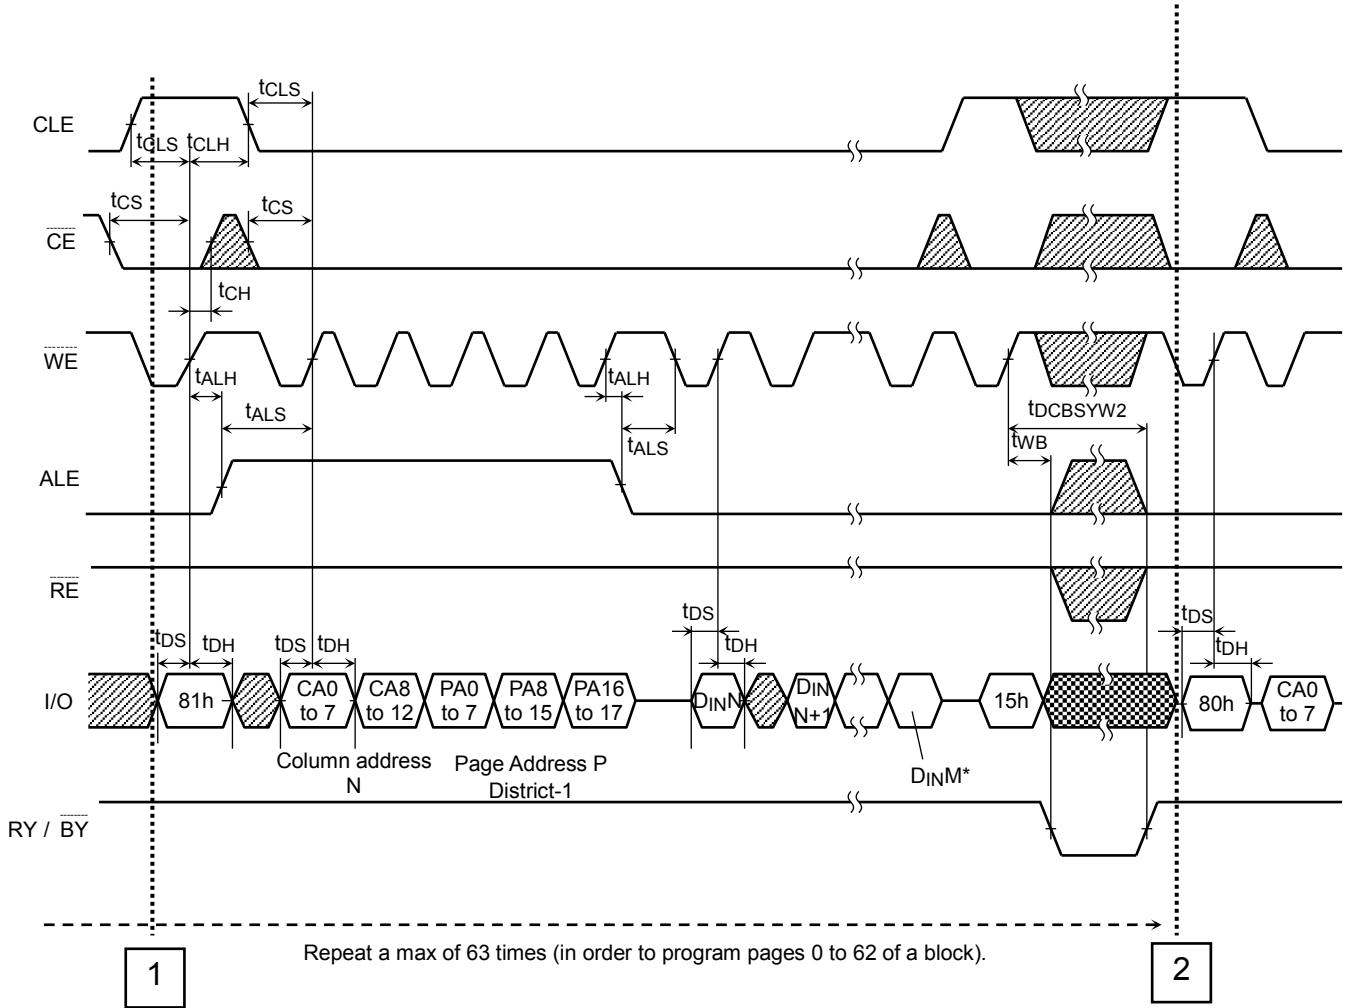 tCLS
CLE
tCLS tCLH
tCS tCS
CE
tCH
WE
tALH tALH
tALS tALS
tDCBSYW2
tWB
ALE
RE
tDS tDH tDS tDH tDS tDH tDS tDH
I/O
81h
CA0 to 7
CA8 to 12
PA0 to 7
PA8 to 15
PA16 to 17
DINN
DIN N+1
15h
80h
CA0 to 7
Column address
N
Page Address P
District-1
DINM*
RY / BY
Repeat a max of 63 times (in order to program pages 0 to 62 of a block).
1
2